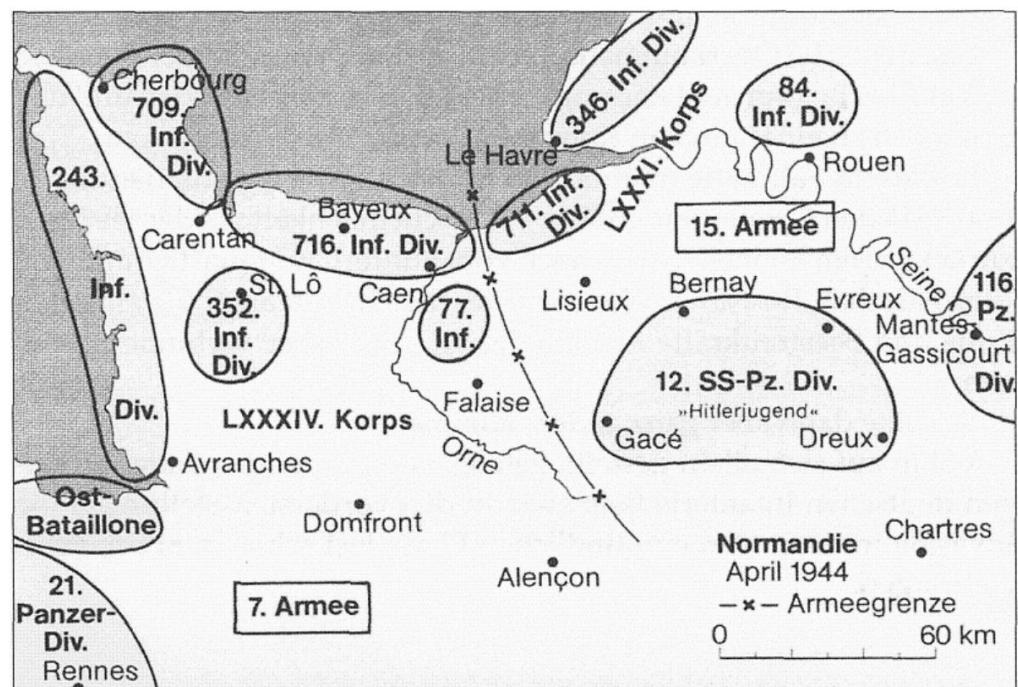 346. Inf. Div.
Cherbourg
709.
Inf.
Div.
84.
Inf. Div.
LXXXI. Korps
Le Havre
Rouen
243.
Inf.
Div.
711. Inf.
Div.
Bayeux
716. Inf. Div.
15. Armee
Carentan
Seine
116
Pz.
Div.
St. Lô
352.
Inf.
Div.
Caen
77.
Inf.
Lisieux
Bernay
Evreux
Mantes-
Gassicourt
12. SS-Pz. Div.
»Hitlerjugend«
Falaise
LXXXIV. Korps
Gacé
Dreux
Orne
Avranches
Ost-
Bataillone
Domfront
Chartres
Alençon
Normandie
April 1944
Armeegrenze
0 60 km
21.
Panzer-
Div.
Rennes
7. Armee